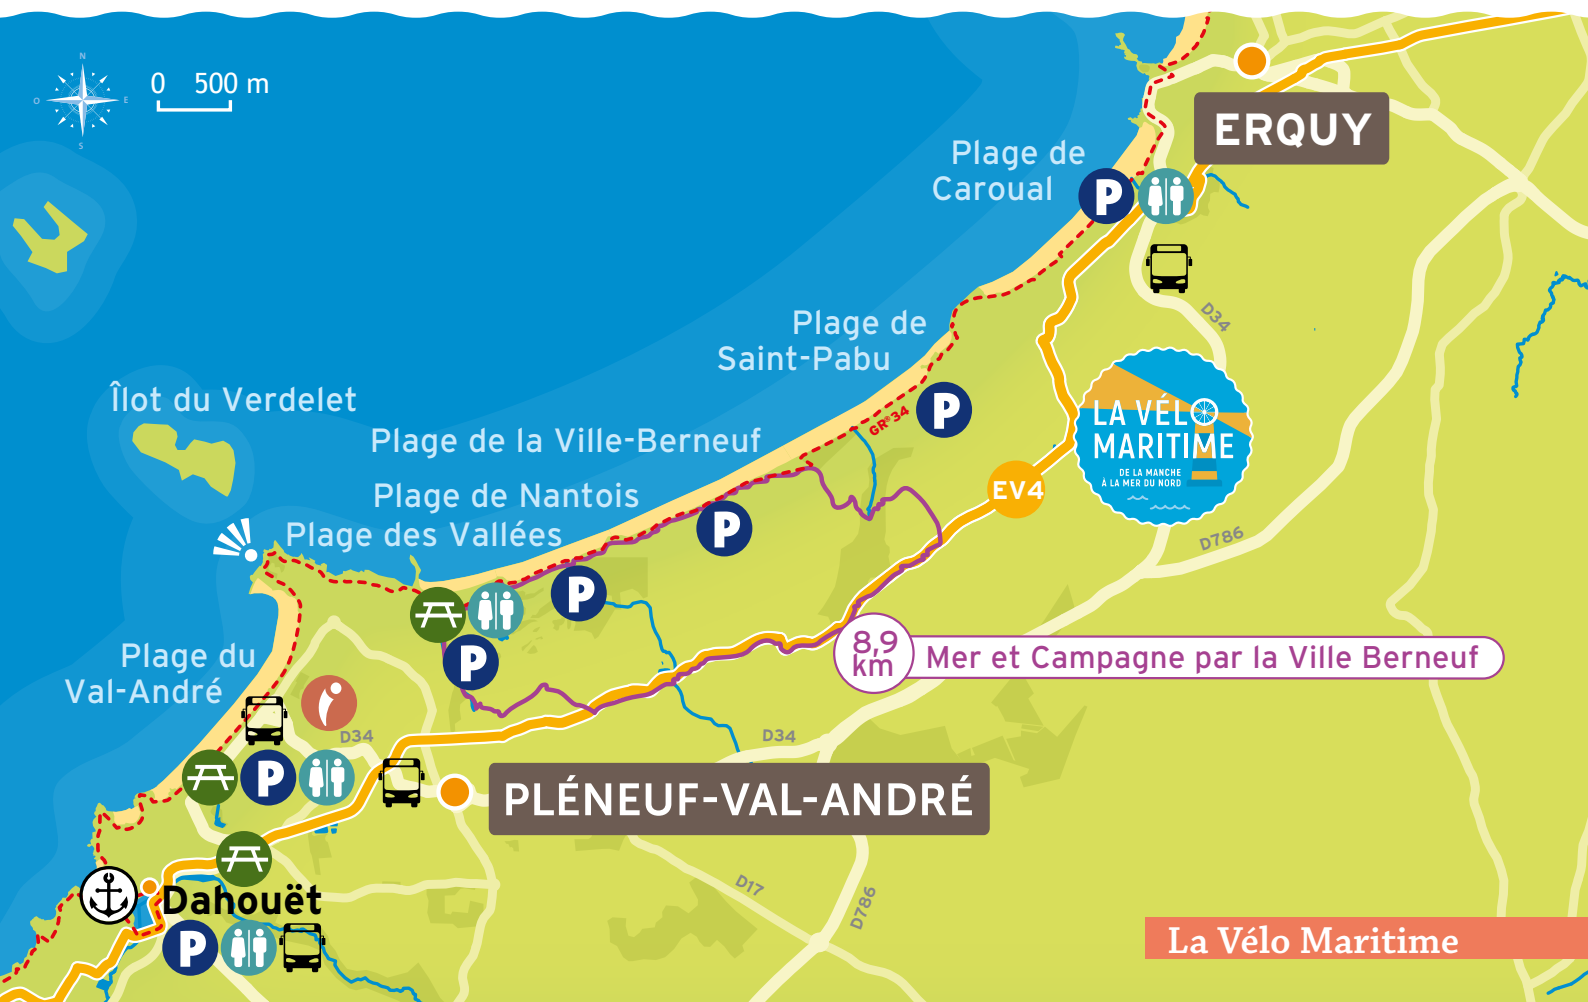 N
O
E
S
0 500 m
ERQUY
Plage de
Caroual
D34
Plage de
Saint-Pabu
LA VÉLO
MARITIME
DE LA MANCHE
À LA MER DU NORD
Îlot du Verdelet
GR®34
P
P
Plage de la Ville-Berneuf
Plage de Nantois
Plage des Vallées
EV4
D786
P
P
P
8,9
km
Mer et Campagne par la Ville Berneuf
Plage du
Val-André
D34
D34
P
PLÉNEUF-VAL-ANDRÉ
Dahouët
D17
D786
P
La Vélo Maritime